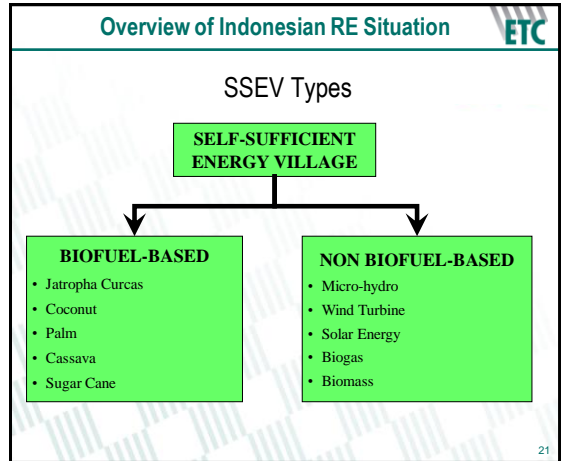 Overview of Indonesian RE Situation
ETC
SSEV Types
SELF-SUFFICIENT
ENERGY VILLAGE
BIOFUEL-BASED
• Jatropha Curcas
• Coconut
• Palm
• Cassava
• Sugar Cane
NON BIOFUEL-BASED
• Micro-hydro
• Wind Turbine
• Solar Energy
• Biogas
• Biomass
21